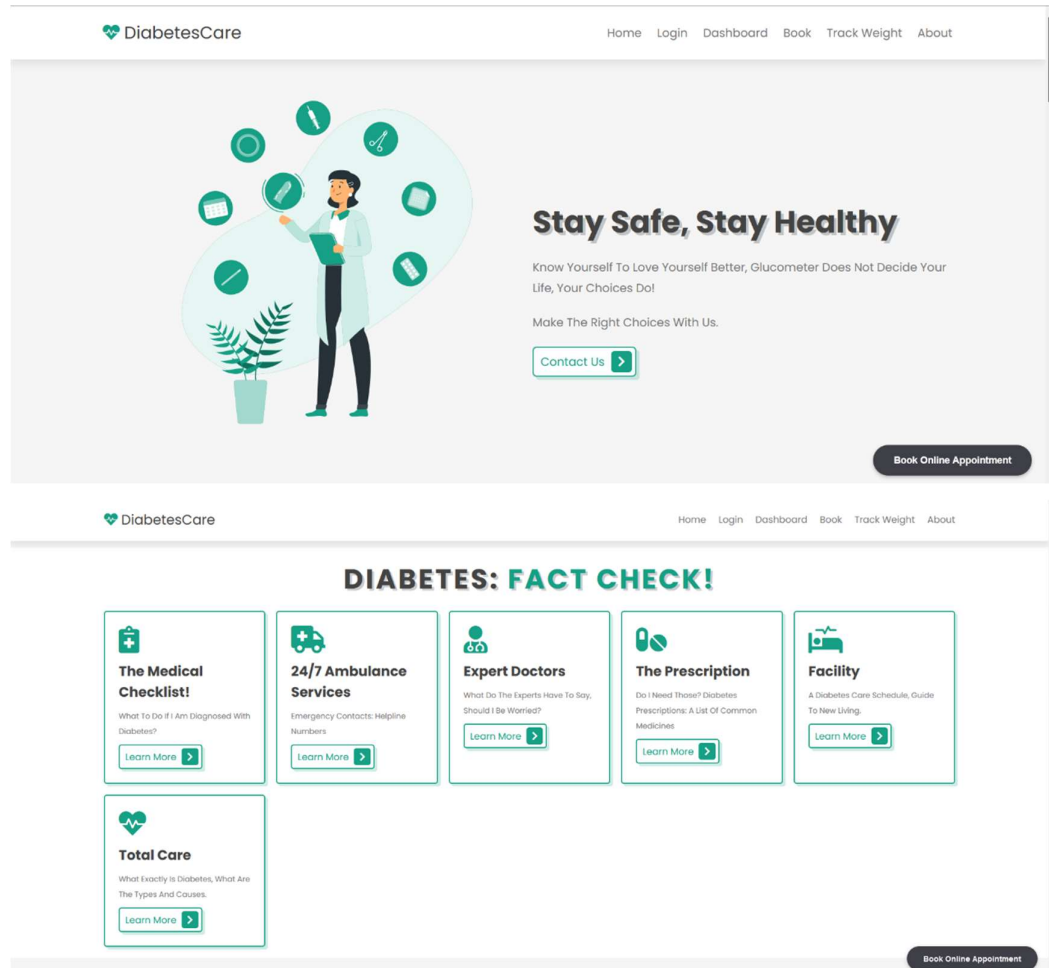 DiabetesCare
Home Login Dashboard Book Track Weight About
Stay Safe, Stay Healthy
Know Yourself To Love Yourself Better, Glucometer Does Not Decide Your
Life, Your Choices Do!
Make The Right Choices With Us.
Contact Us
Book Online Appointment
DiabetesCare
Home Login Dashboard Book Track Weight About
DIABETES: FACT CHECK!
The Medical
Checklist!
What To Do If I Am Diagnosed With
Diabetes?
Learn More
24/7 Ambulance
Services
Emergency Contacts: Helpline
Numbers
Learn More
Expert Doctors
What Do The Experts Have To Say,
Should I Be Worried?
Learn More
The Prescription
Do I Need Those? Diabetes
Prescriptions: A List Of Common
Medicines
Learn More
Facility
A Diabetes Care Schedule, Guide
To New Living.
Learn More
Total Care
What Exactly Is Diabetes, What Are
The Types And Causes.
Learn More
Book Online Appointment